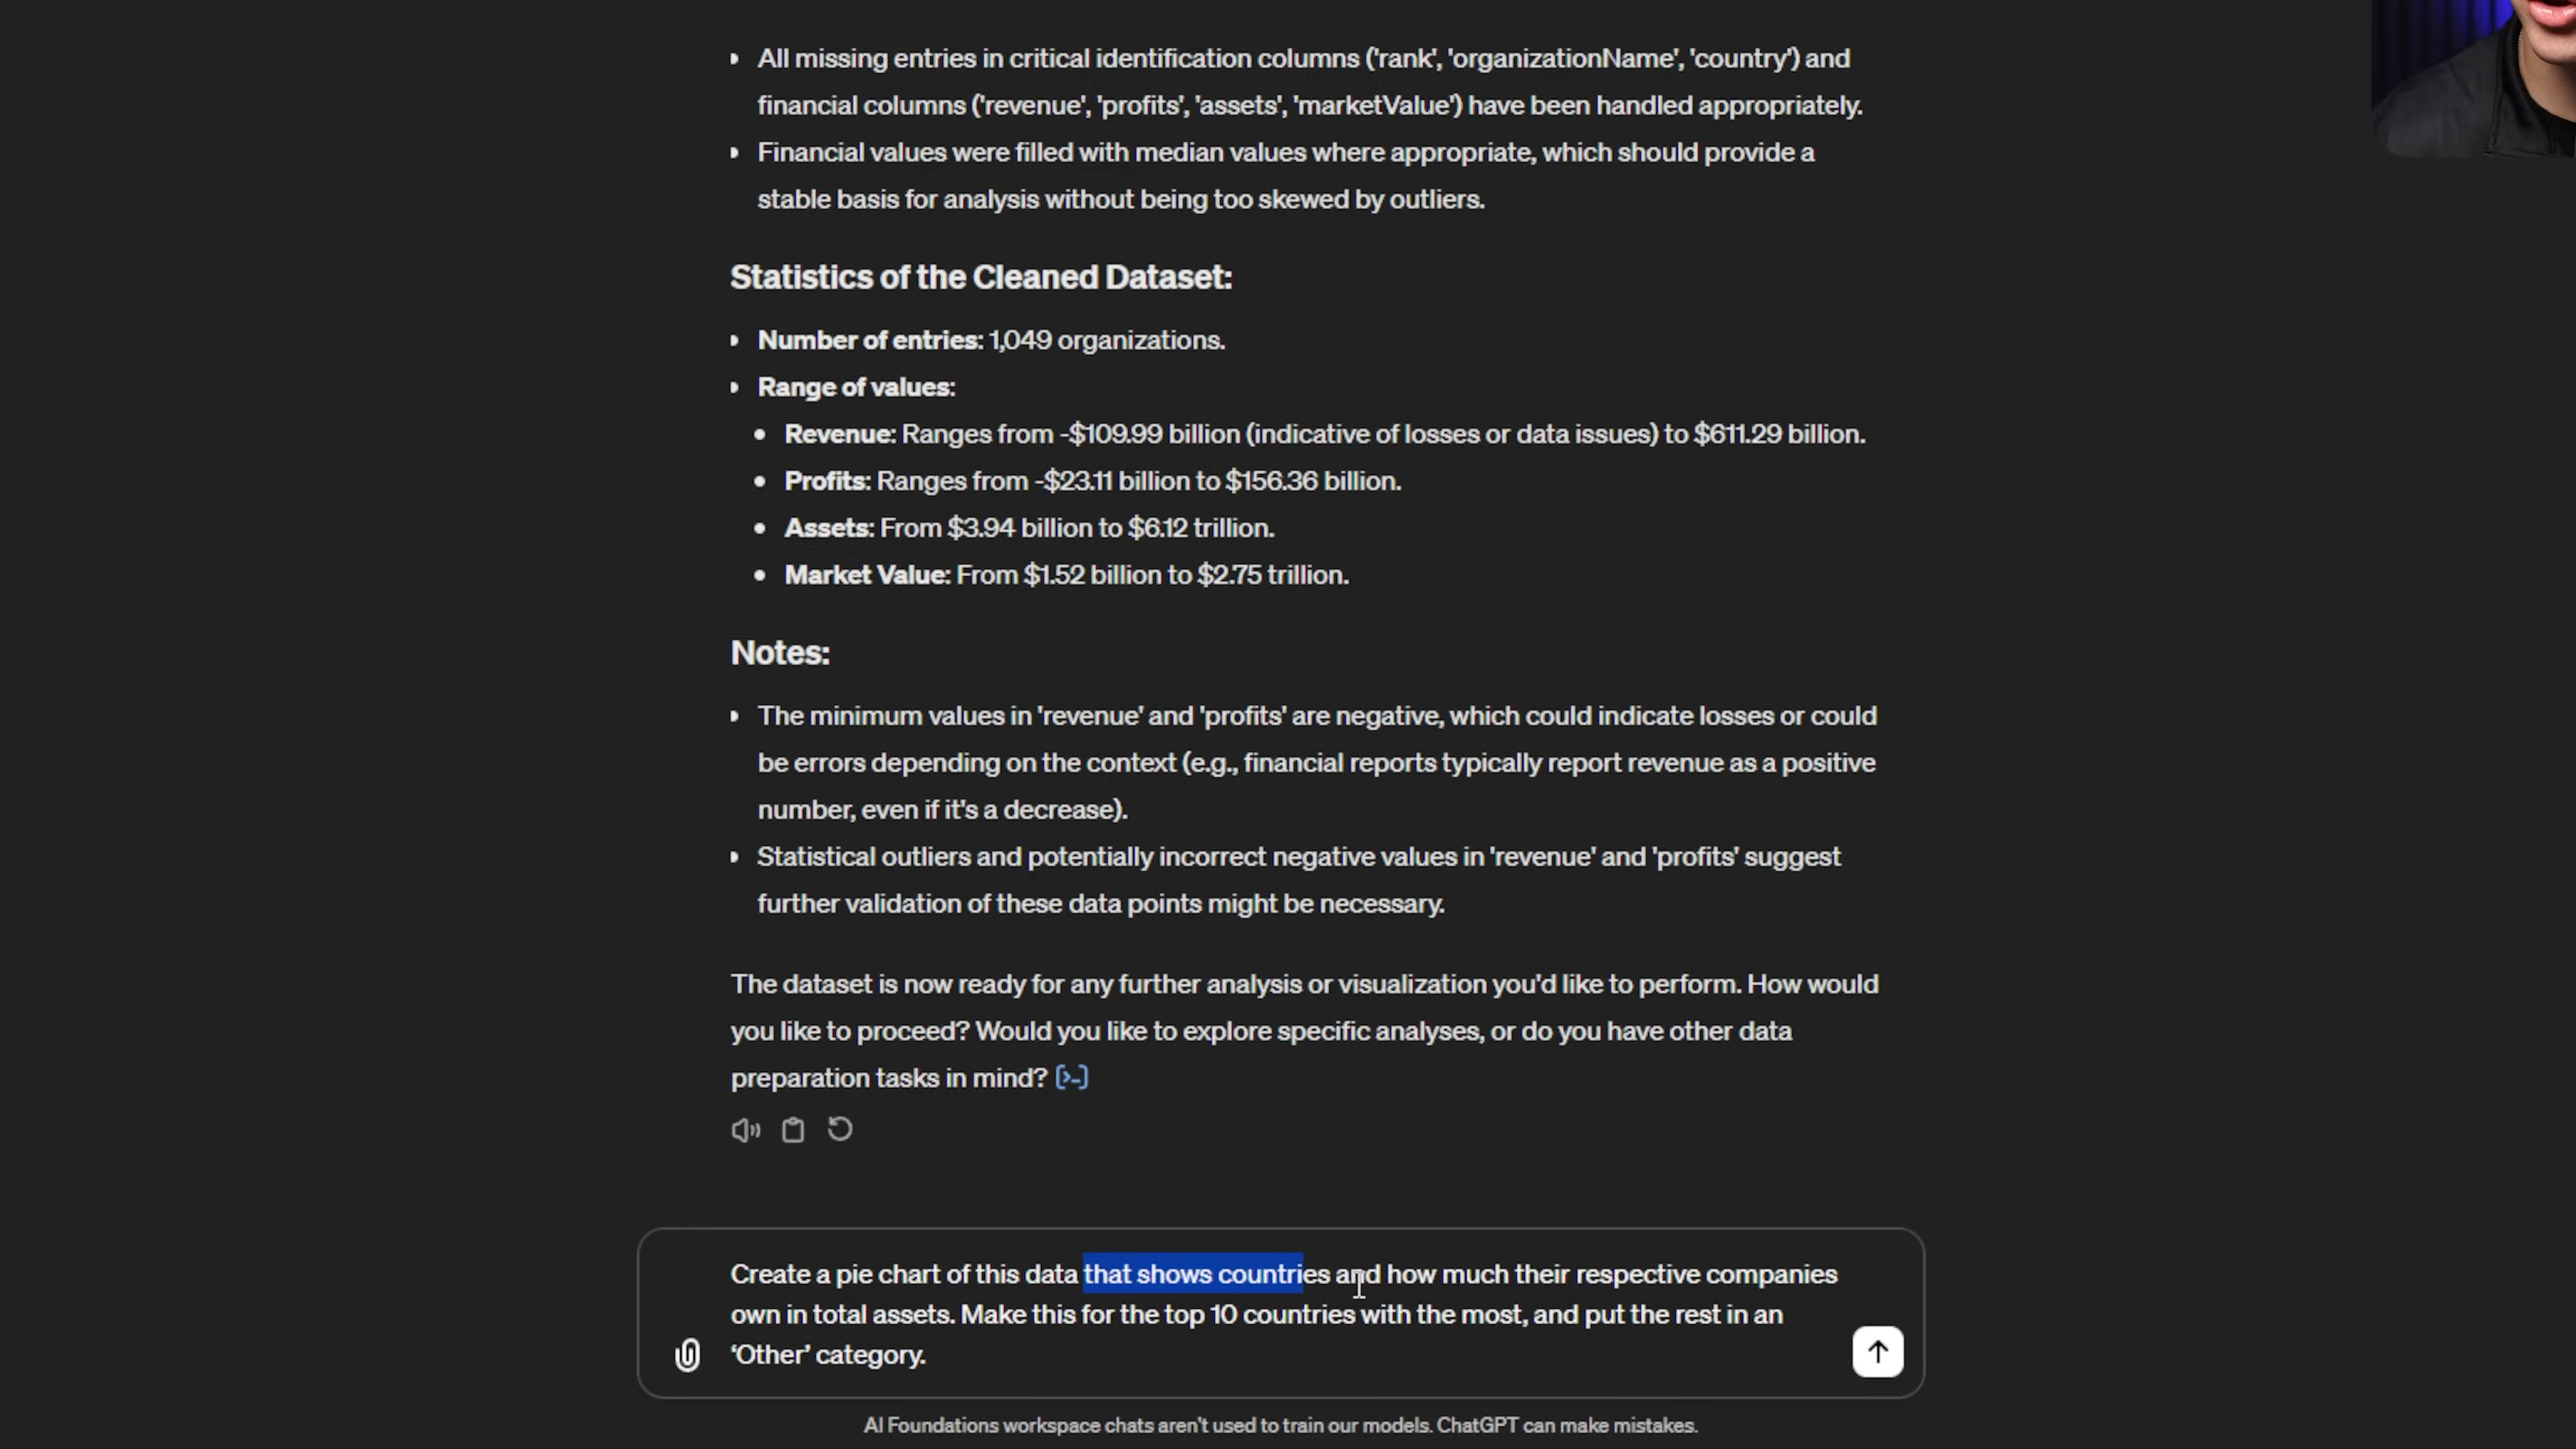 All missing entries in critical identification columns ('rank', 'organizationName', 'country') and
financial columns ('revenue', 'profits', 'assets', 'marketValue') have been handled appropriately.
Financial values were filled with median values where appropriate, which should provide a
stable basis for analysis without being too skewed by outliers.
Statistics of the Cleaned Dataset:
Number of entries: 1,049 organizations.
Range of values:
Revenue: Ranges from -$109.99 billion (indicative of losses or data issues) to $611.29 billion.
Profits: Ranges from -$23.11 billion to $156.36 billion.
Assets: From $3.94 billion to $6.12 trillion.
Market Value: From $1.52 billion to $2.75 trillion.
Notes:
The minimum values in 'revenue' and 'profits' are negative, which could indicate losses or could
be errors depending on the context (e.g., financial reports typically report revenue as a positive
number, even if it's a decrease).
Statistical outliers and potentially incorrect negative values in 'revenue' and 'profits' suggest
further validation of these data points might be necessary.
The dataset is now ready for any further analysis or visualization you'd like to perform. How would
you like to proceed? Would you like to explore specific analyses, or do you have other data
preparation tasks in mind? [>-]
Create a pie chart of this data that shows countries and how much their respective companies
own in total assets. Make this for the top 10 countries with the most, and put the rest in an
‘Other’ category.
AI Foundations workspace chats aren't used to train our models. ChatGPT can make mistakes.